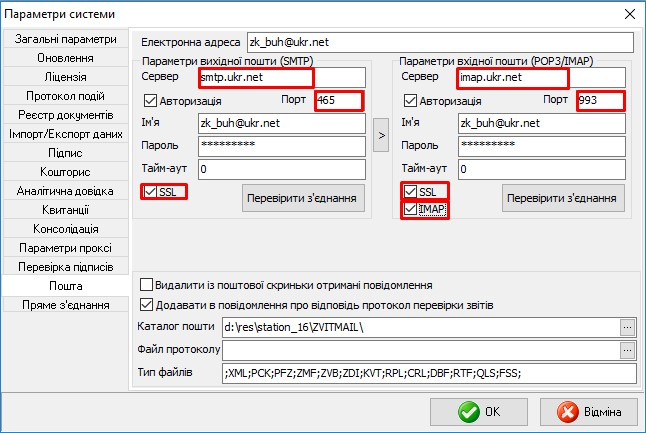 Параметри системи
Загальні параметри
Оновлення
Ліцензія
Протокол подій
Реєстр документів
Імпорт/Експорт даних
Підпис
Кошторис
Аналітична довідка
Квитанції
Консолідація
Параметри проксі
Перевірка підписів
Пошта
Пряме з'єднання
Електронна адреса zk_buh@ukr.net
Параметри вихідної пошти (SMTP)
Сервер smtp.ukr.net
Авторизація Порт 465
Ім'я zk_buh@ukr.net
Пароль *********
Тайм-аут 0
SSL Перевірити з'єднання
>
Параметри вхідної пошти (POP3/IMAP)
Сервер imap.ukr.net
Авторизація Порт 993
Ім'я zk_buh@ukr.net
Пароль *********
Тайм-аут 0
SSL Перевірити з'єднання
IMAP
Видалити із поштової скриньки отримані повідомлення
Додавати в повідомлення про відповідь протокол перевірки звітів
Каталог пошти d:\res\station_16\ZVITMAIL\ ...
Файл протоколу ...
Тип файлів ;XML;PCK;PFZ;ZMF;ZVB;ZDI;KVT;RPL;CRL;DBF;RTF;QLS;FSS;
OK Відміна